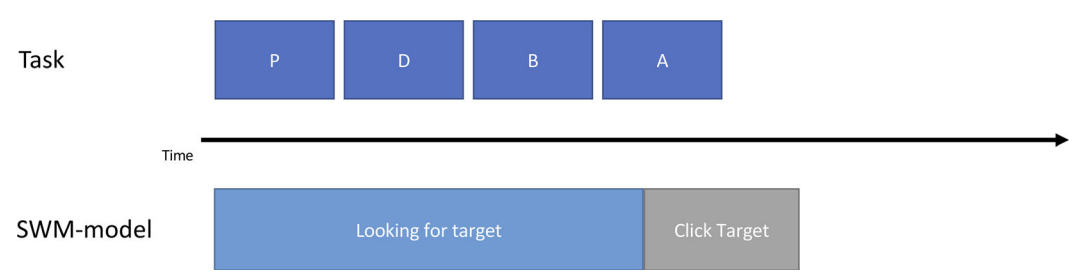 Task
P
D
B
A
Time
SWM-model
Looking for target
Click Target